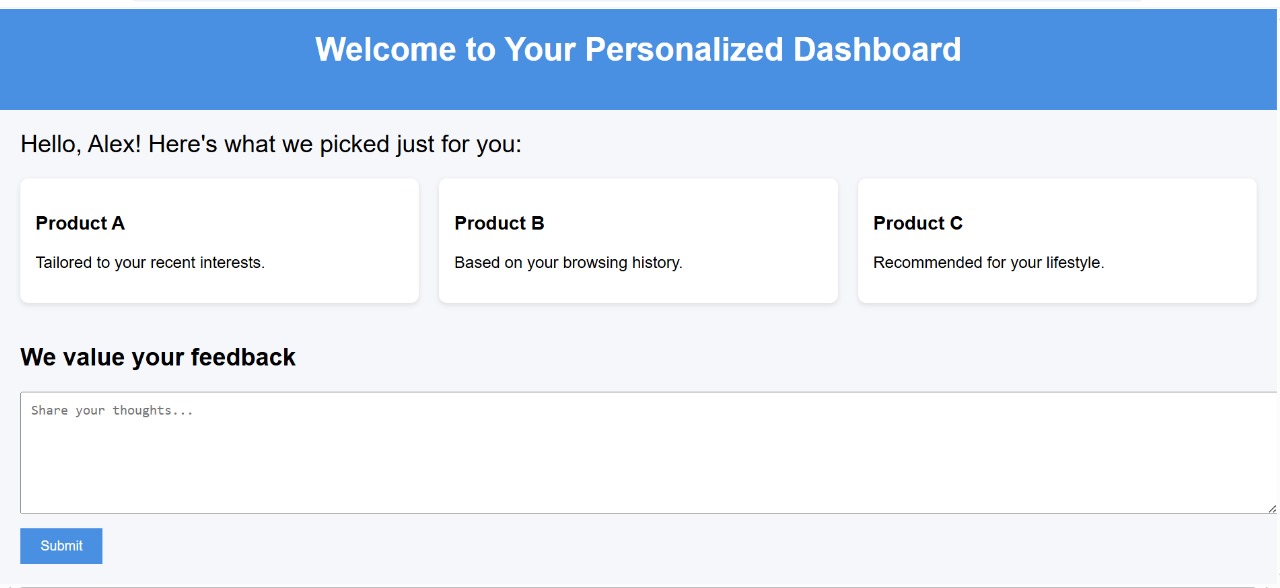 Welcome to Your Personalized Dashboard
Hello, Alex! Here's what we picked just for you:
Product A
Tailored to your recent interests.
Product B
Based on your browsing history.
Product C
Recommended for your lifestyle.
We value your feedback
Share your thoughts...
Submit